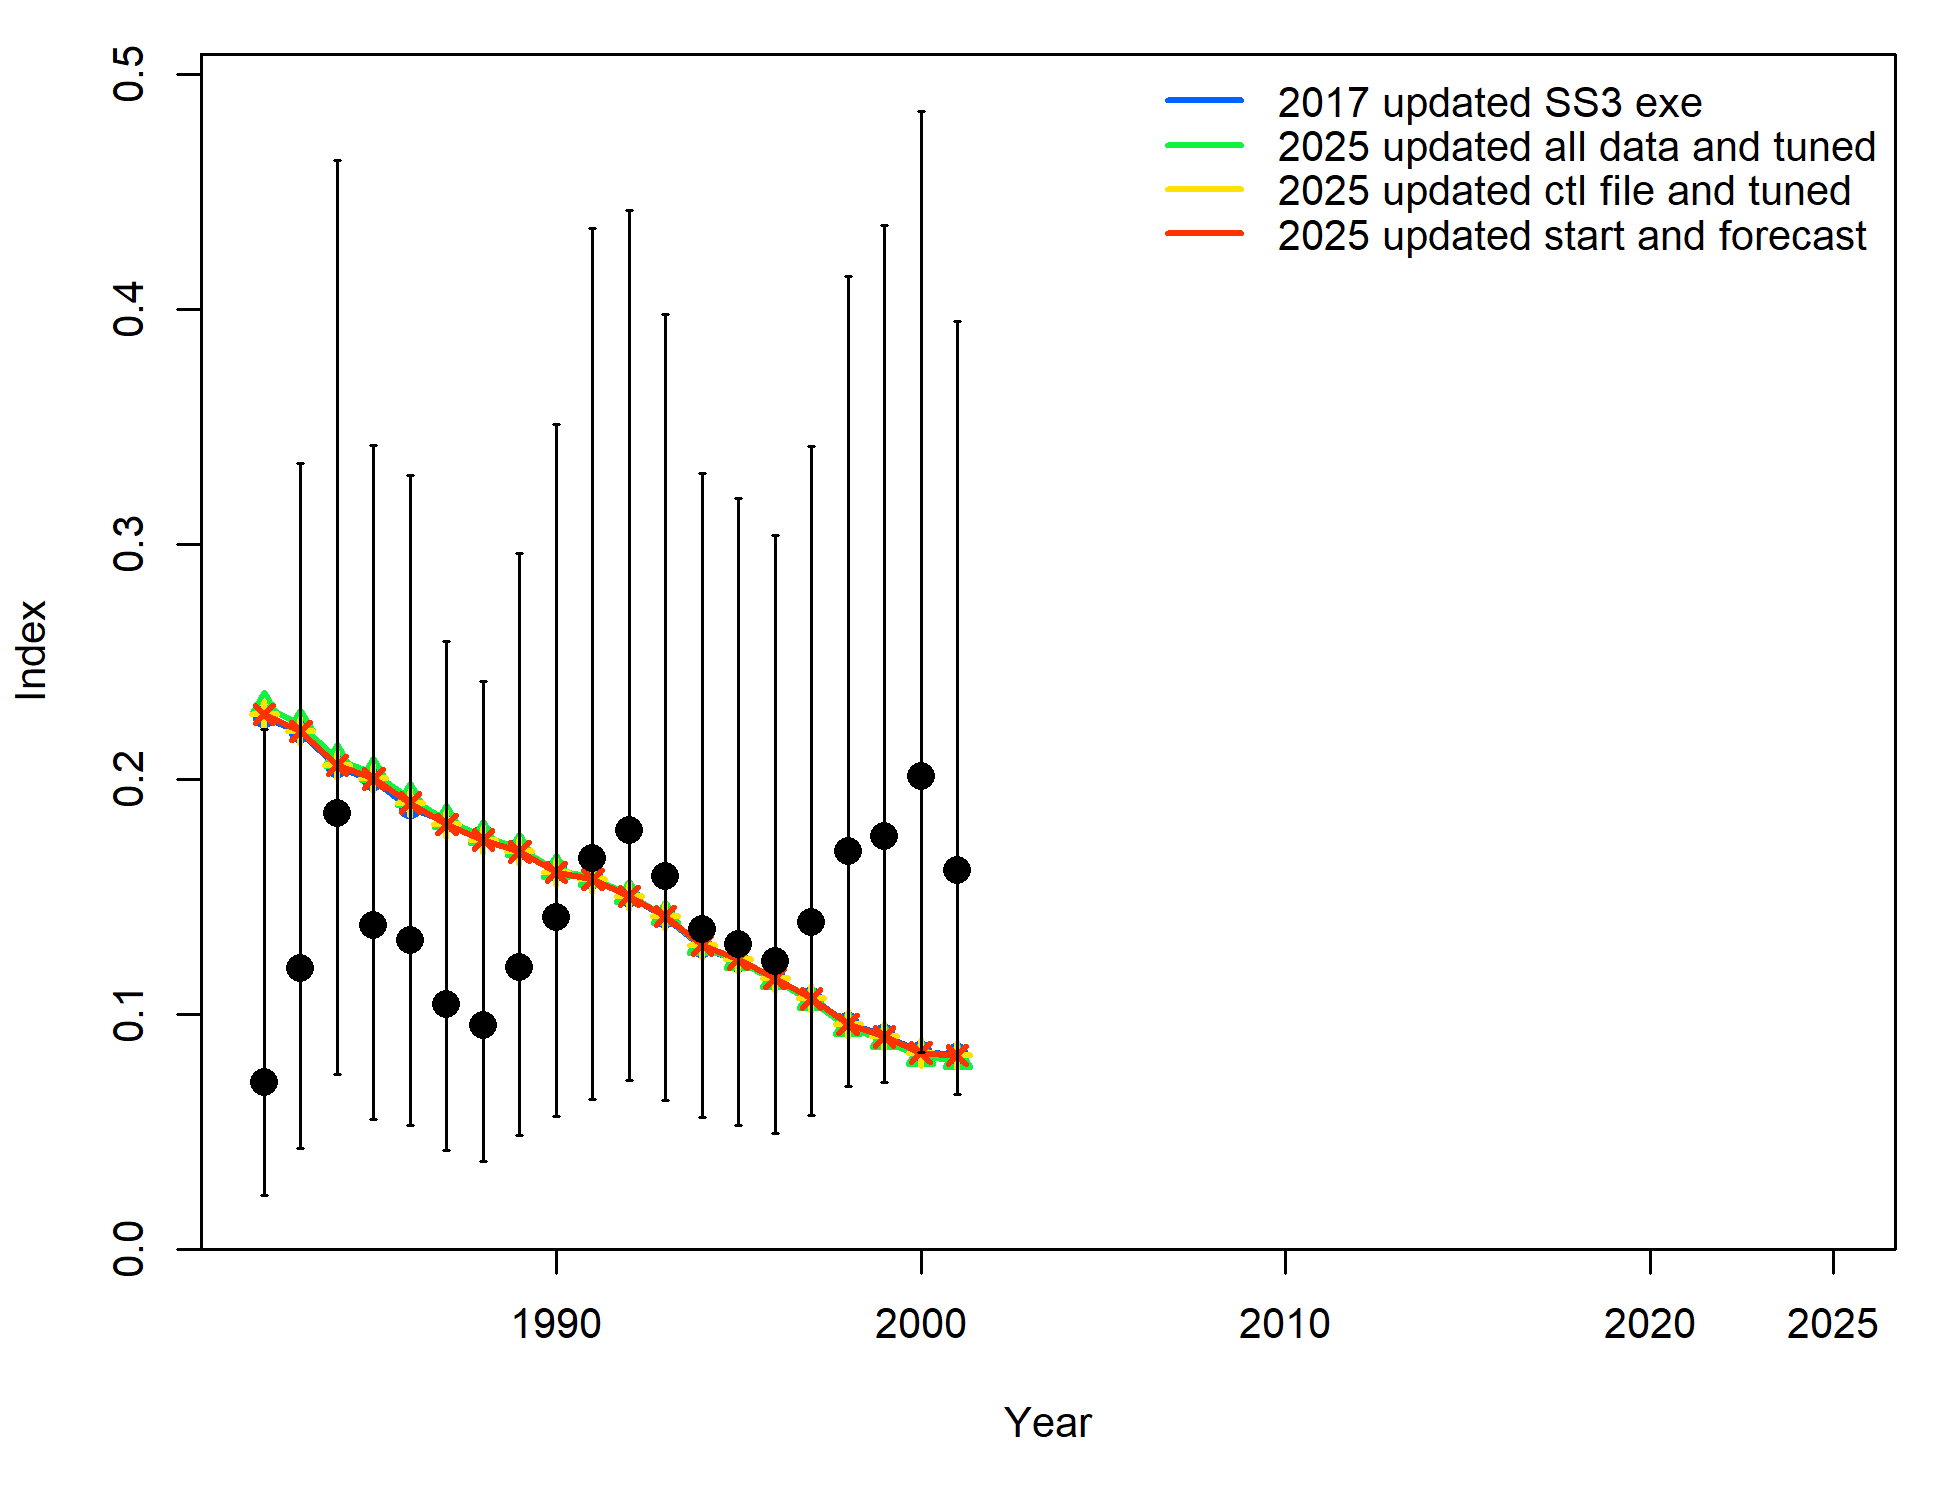 0.5
0.4
0.3
0.2
0.1
0.0
Index
2017 updated SS3 exe
2025 updated all data and tuned
2025 updated ctl file and tuned
2025 updated start and forecast
1990 2000 2010 2020 2025
Year